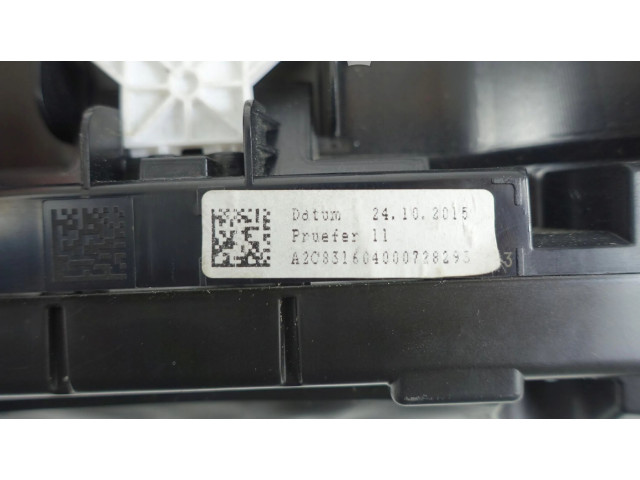 Datum 24.10.2015
Pruefer 11
A2C831604000728293